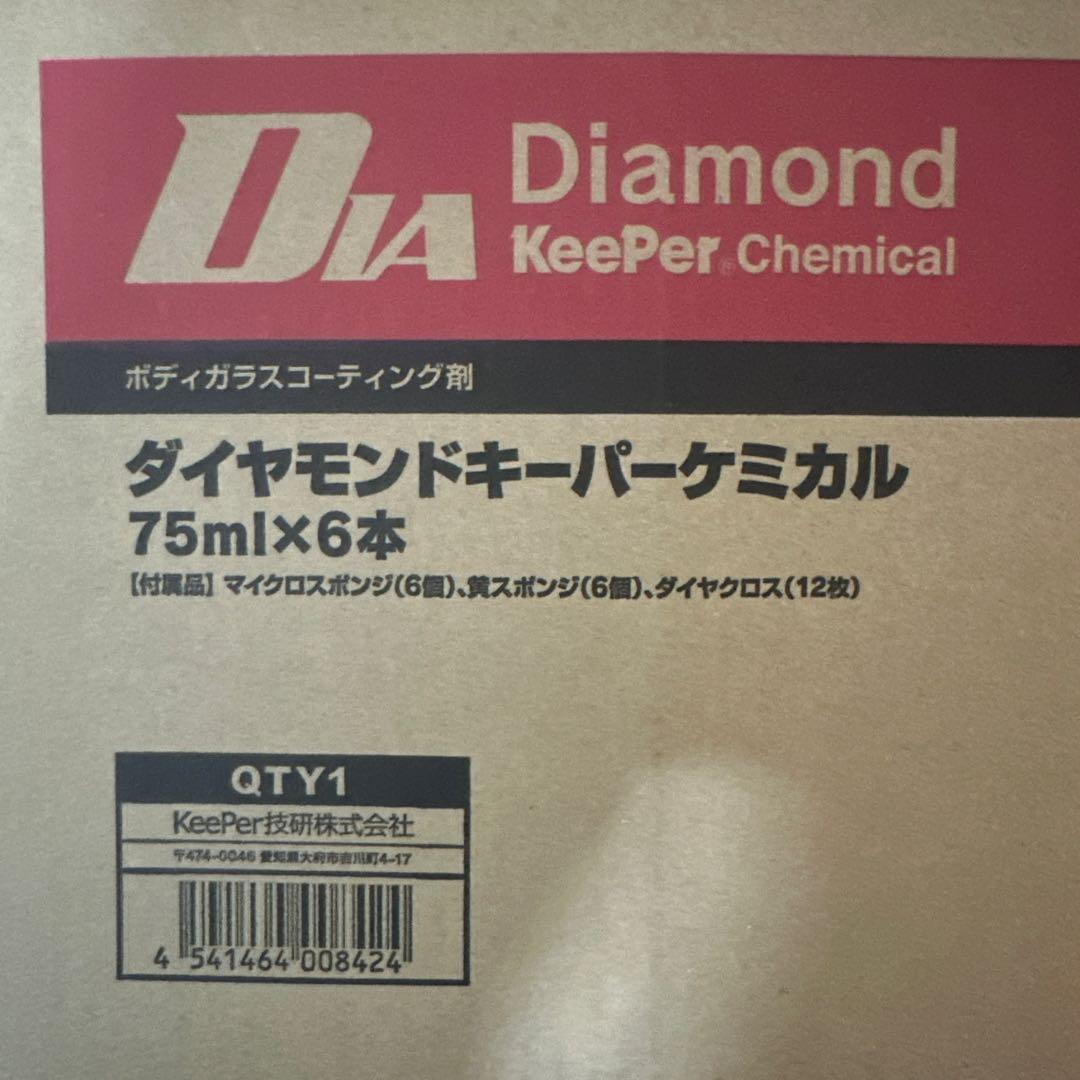 DIA
Diamond
KeePer® Chemical
ボディガラスコーティング剤
ダイヤモンドキーパーケミカル
75ml×6本
【付属品】マイクロスポンジ(6個)、黄スポンジ(6個)、ダイヤクロス(12枚)
QTY1
KeePer技研株式会社
〒474-0046 愛知県大府市吉川町4-17
4 541464 008424